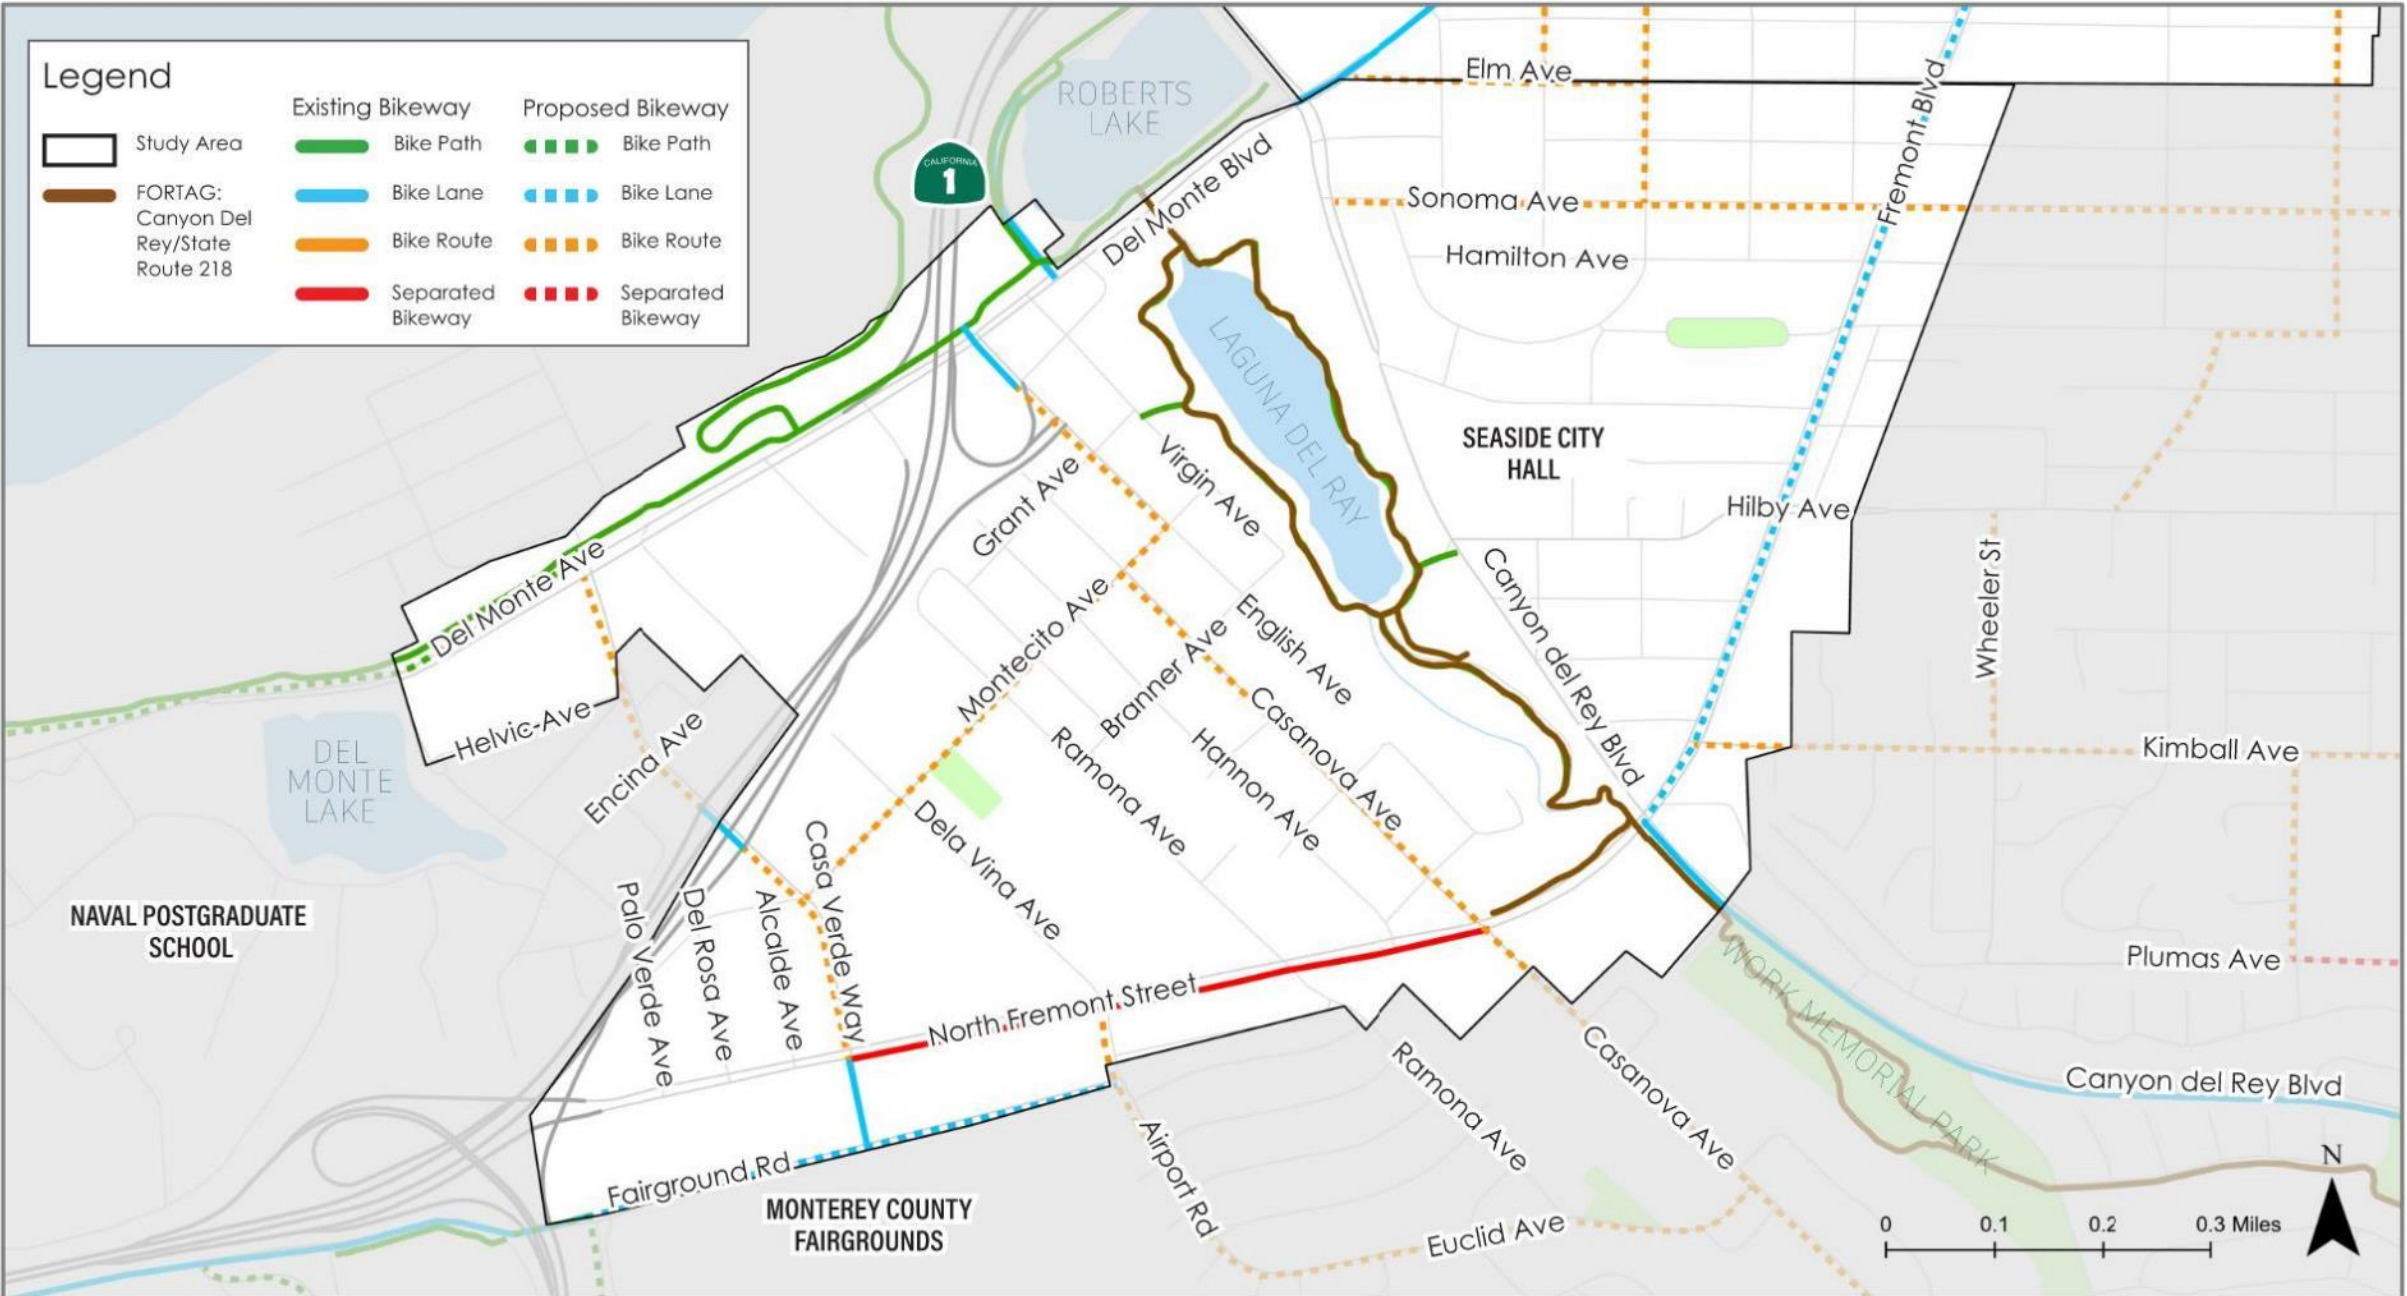 Legend
Existing Bikeway
Proposed Bikeway
Study Area
Bike Path
Bike Path
FORTAG:
Canyon Del
Rey/State
Route 218
Bike Lane
Bike Lane
Bike Route
Bike Route
Separated
Bikeway
Separated
Bikeway
CALIFORNIA
1
ROBERTS
LAKE
Del Monte Blvd
Elm Ave
Fremont Blvd
Sonoma Ave
Hamilton Ave
LAGUNA DEL RAY
SEASIDE CITY
HALL
Hilby Ave
Virgin Ave
Grant Ave
Del Monte Ave
Montecito Ave
English Ave
Branner Ave
Canyon del Rey Blvd
Wheeler St
Helvic Ave
Encina Ave
Casanova Ave
Ramona Ave
Hannon Ave
Kimball Ave
DEL
MONTE
LAKE
Dela Vina Ave
Casa Verde Way
Palo Verde Ave
Del Rosa Ave
Alcalde Ave
NAVAL POSTGRADUATE
SCHOOL
North Fremont Street
Plumas Ave
WORK MEMORIAL PARK
Casanova Ave
Ramona Ave
Canyon del Rey Blvd
Airport Rd
Fairground Rd
MONTEREY COUNTY
FAIRGROUNDS
Euclid Ave
N
0 0.1 0.2 0.3 Miles